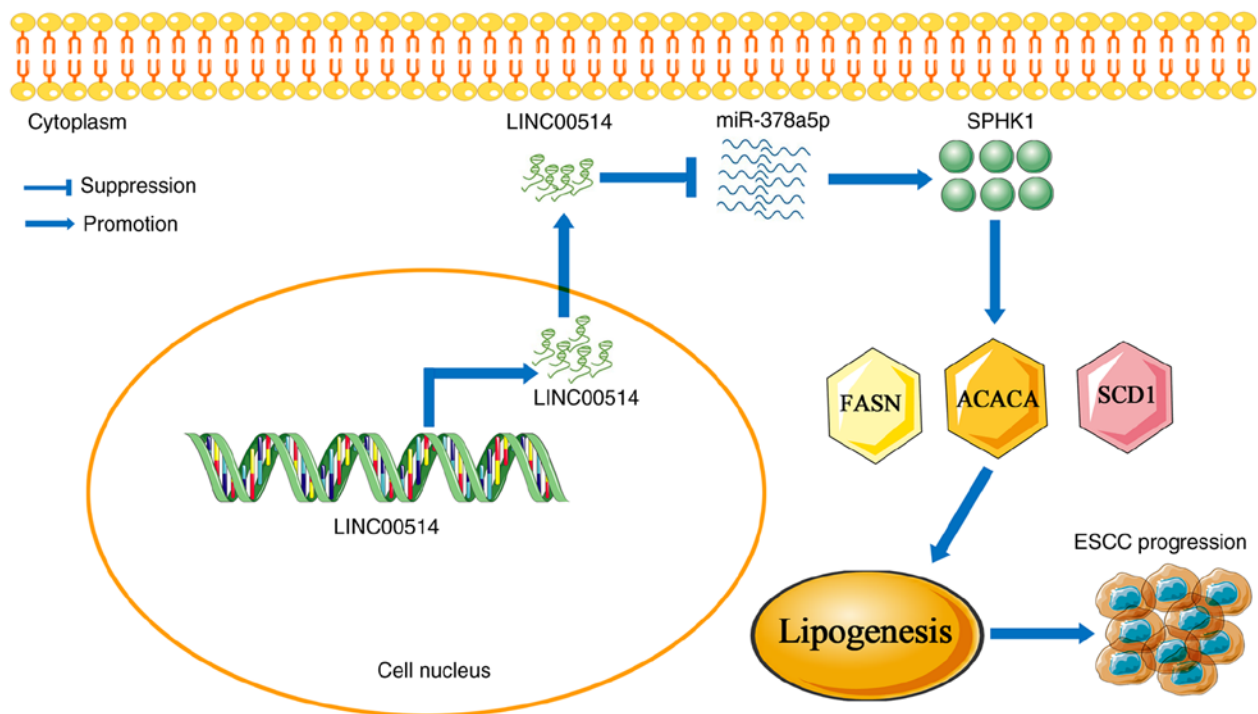 Cytoplasm
LINC00514
miR-378a5p
SPHK1
Suppression
Promotion
LINC00514
FASN
ACACA
SCD1
LINC00514
ESCC progression
Lipogenesis
Cell nucleus